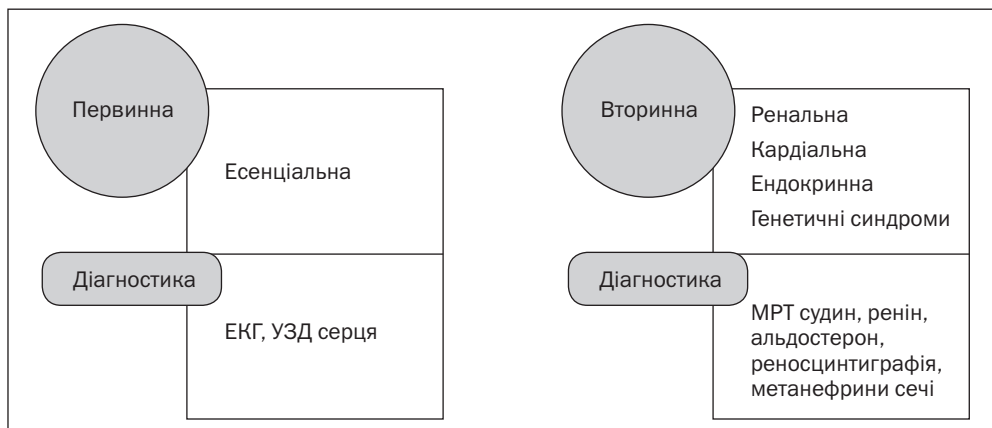 Первинна
Есенціальна
Діагностика
ЕКГ, УЗД серця
Вторинна
Ренальна
Кардіальна
Ендокринна
Генетичні синдроми
Діагностика
МРТ судин, ренін,
альдостерон,
реносцинтиграфія,
метанефрини сечі